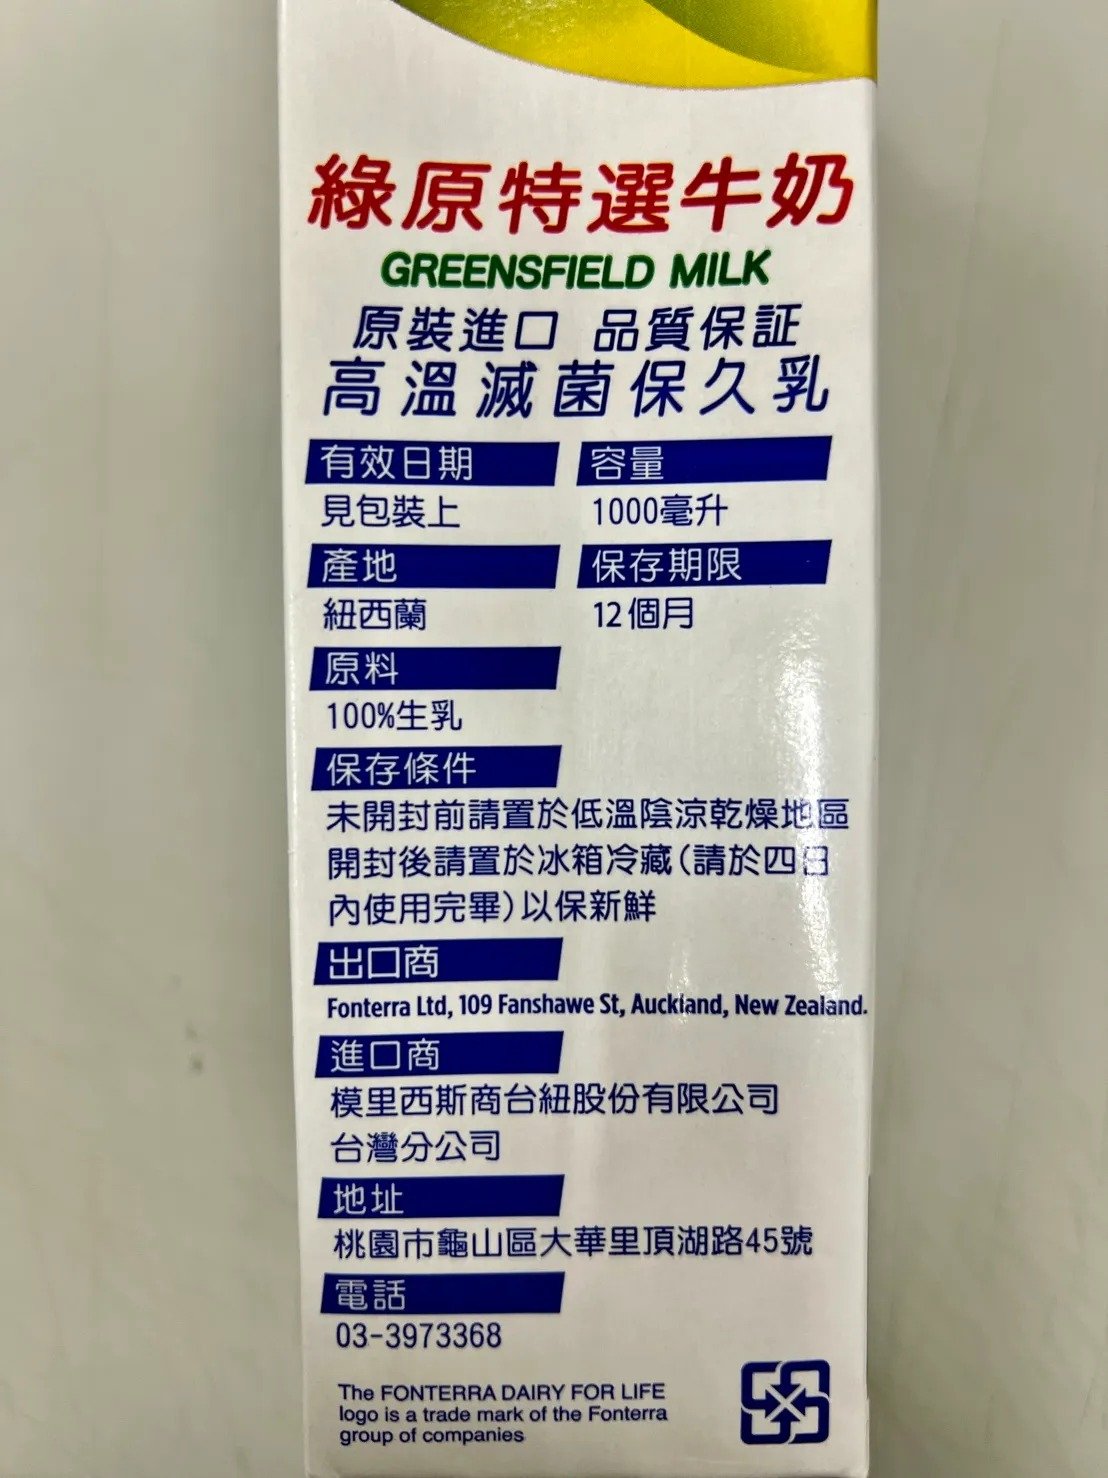 綠原特選牛奶
GREENSFIELD MILK
原裝進口 品質保証
高溫滅菌保久乳
有效日期 容量
見包裝上 1000毫升
產地 保存期限
紐西蘭 12個月
原料
100%生乳
保存條件
未開封前請置於低溫陰涼乾燥地區
開封後請置於冰箱冷藏(請於四日
內使用完畢)以保新鮮
出口商
Fonterra Ltd, 109 Fanshawe St, Auckland, New Zealand.
進口商
模里西斯商台紐股份有限公司
台灣分公司
地址
桃園市龜山區大華里頂湖路45號
電話
03-3973368
The FONTERRA DAIRY FOR LIFE
logo is a trade mark of the Fonterra
group of companies